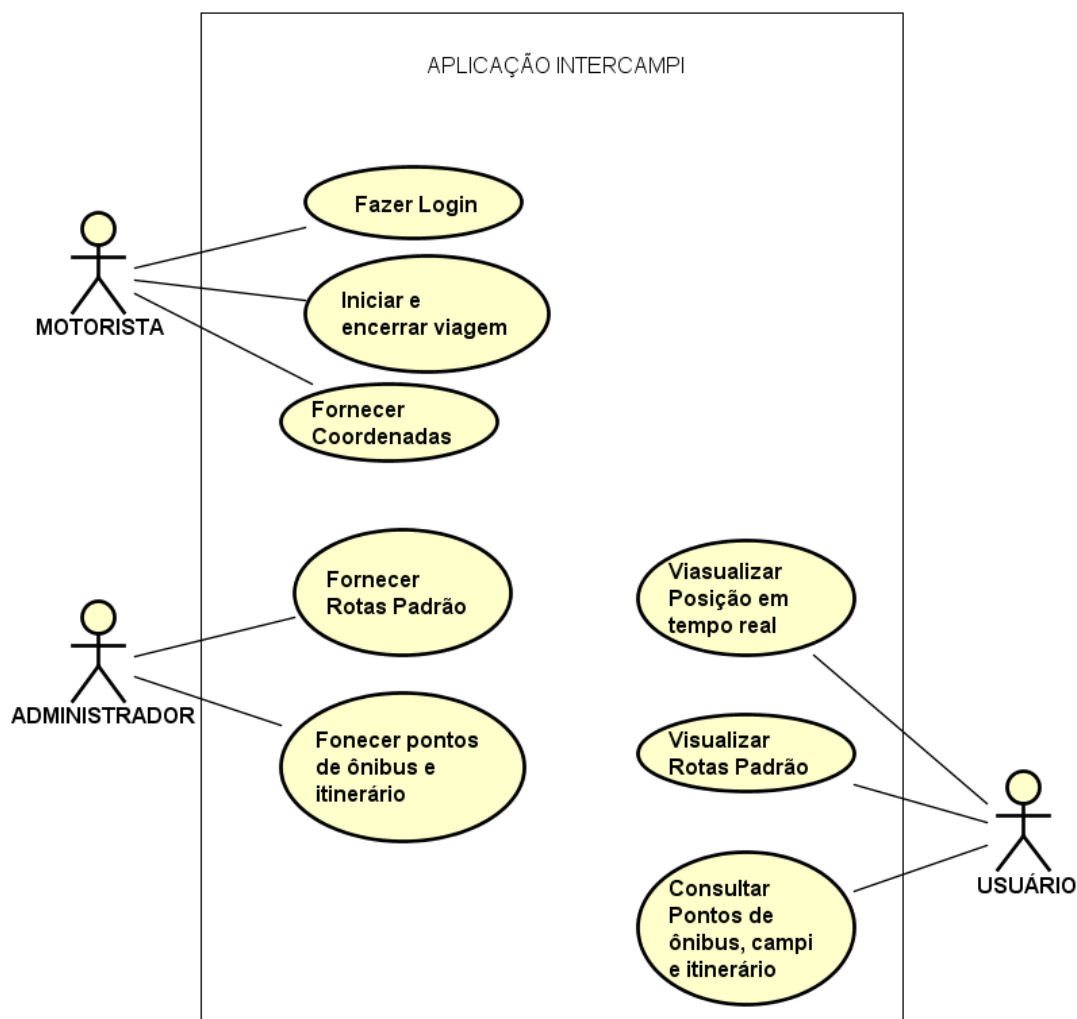 APLICAÇÃO INTERCAMPI
Fazer Login
Iniciar e
encerrar viagem
MOTORISTA
Fornecer
Coordenadas
Fornecer
Rotas Padrão
ADMINISTRADOR
Fonecer pontos
de ônibus e
itinerário
Viasualizar
Posição em
tempo real
Visualizar
Rotas Padrão
Consultar
Pontos de
ônibus, campi
e itinerário
USUÁRIO